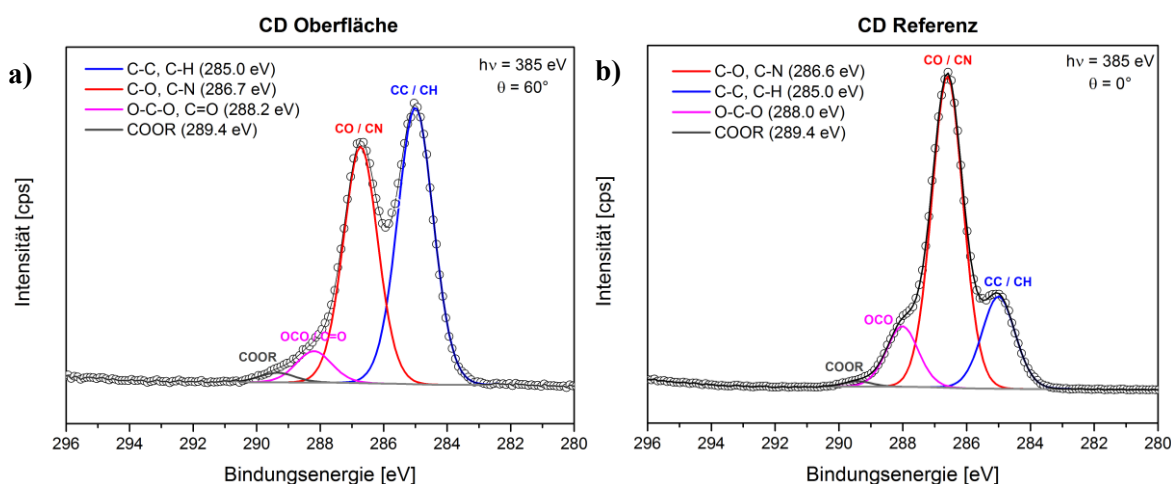 CD Oberfläche
a)
C-C, C-H (285.0 eV)
C-O, C-N (286.7 eV)
O-C-O, C=O (288.2 eV)
COOR (289.4 eV)
hν = 385 eV
θ = 60°
CC / CH
CO / CN
OCO C=O
COOR
Intensität [cps]
296 294 292 290 288 286 284 282 280
Bindungsenergie [eV]
CD Referenz
b)
C-O, C-N (286.6 eV)
C-C, C-H (285.0 eV)
O-C-O (288.0 eV)
COOR (289.4 eV)
hν = 385 eV
θ = 0°
CO / CN
CC / CH
OCO
COOR
Intensität [cps]
296 294 292 290 288 286 284 282 280
Bindungsenergie [eV]